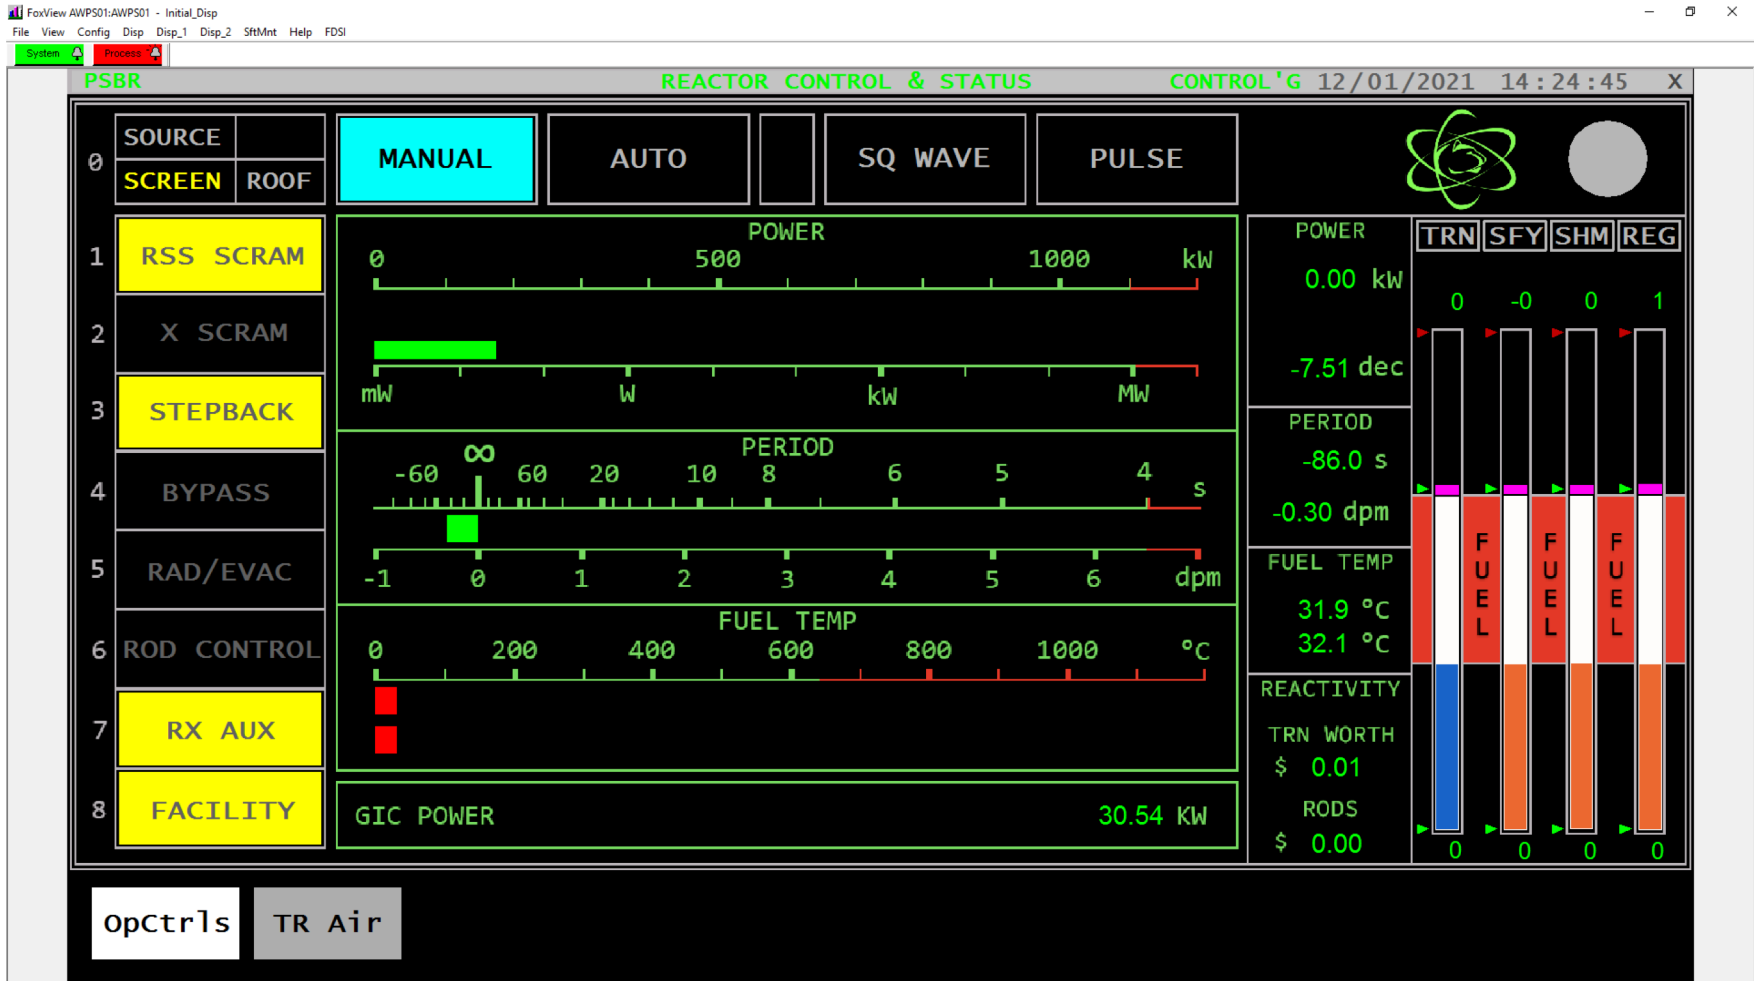 FoxView AWPS01:AWPS01 - Initial_Disp
File View Config Disp Disp_1 Disp_2 SftMnt Help FDSI
System Process
PSBR REACTOR CONTROL & STATUS CONTROL'G 12/01/2021 14:24:45 X
0 SOURCE
SCREEN ROOF
MANUAL AUTO SQ WAVE PULSE
1 RSS SCRAM
2 X SCRAM
3 STEPBACK
4 BYPASS
5 RAD/EVAC
6 ROD CONTROL
7 RX AUX
8 FACILITY
POWER
0 500 1000 kW
mW W kW MW
PERIOD
-60 ∞ 60 20 10 8 6 5 4 s
-1 0 1 2 3 4 5 6 dpm
FUEL TEMP
0 200 400 600 800 1000 °C
GIC POWER 30.54 KW
POWER
0.00 kW
-7.51 dec
PERIOD
-86.0 s
-0.30 dpm
FUEL TEMP
31.9 °C
32.1 °C
REACTIVITY
TRN WORTH
$ 0.01
RODS
$ 0.00
TRN SFY SHM REG
0 -0 0 1
FUEL FUEL FUEL
0 0 0 0
OpCtrls TR Air